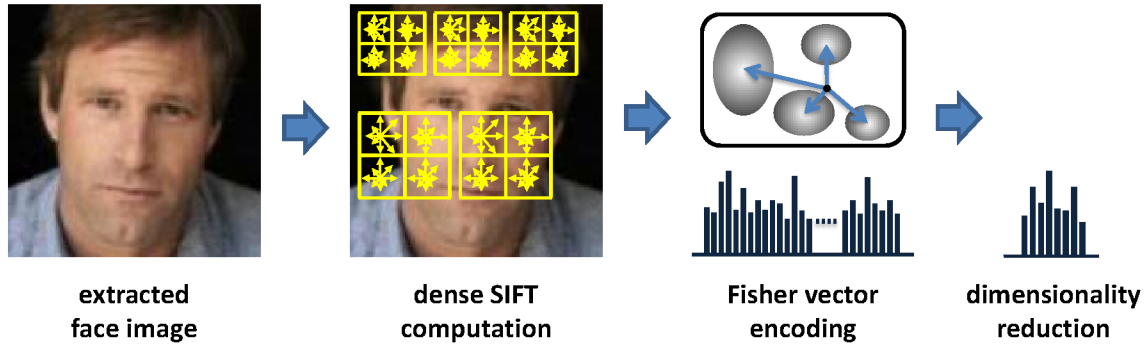 extracted
face image
dense SIFT
computation
Fisher vector
encoding
dimensionality
reduction